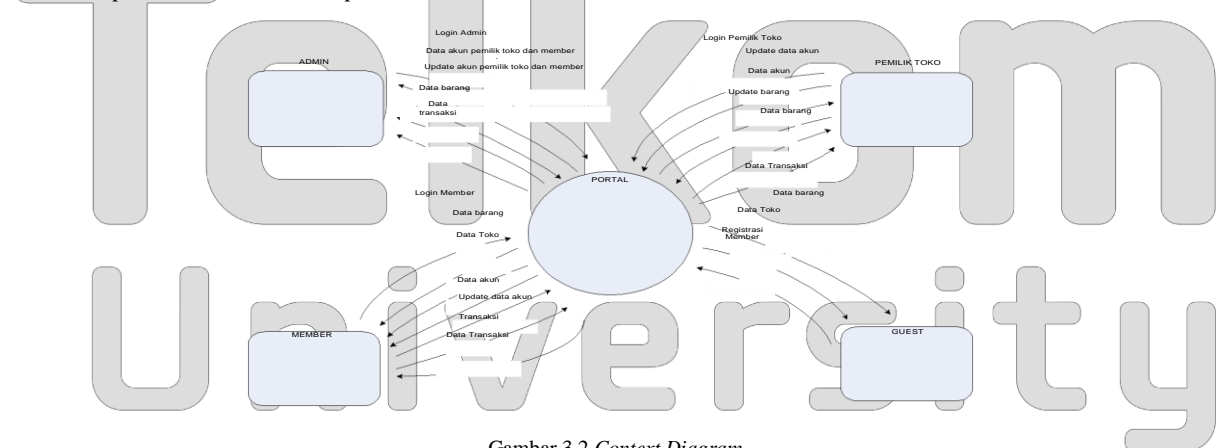 Telkom
University
Login Admin
Data akun pemilik toko dan member
Update akun pemilik toko dan member
ADMIN
Data barang
Data
transaksi
Login Pemilik Toko
Update data akun
Data akun
PEMILIK TOKO
Update barang
Data barang
Data Transaksi
PORTAL
Login Member
Data barang
Data Toko
Data barang
Data Toko
Registrasi
Member
Data akun
Update data akun
Transaksi
Data Transaksi
MEMBER
GUEST
Gambar 3.2 Context Diagram